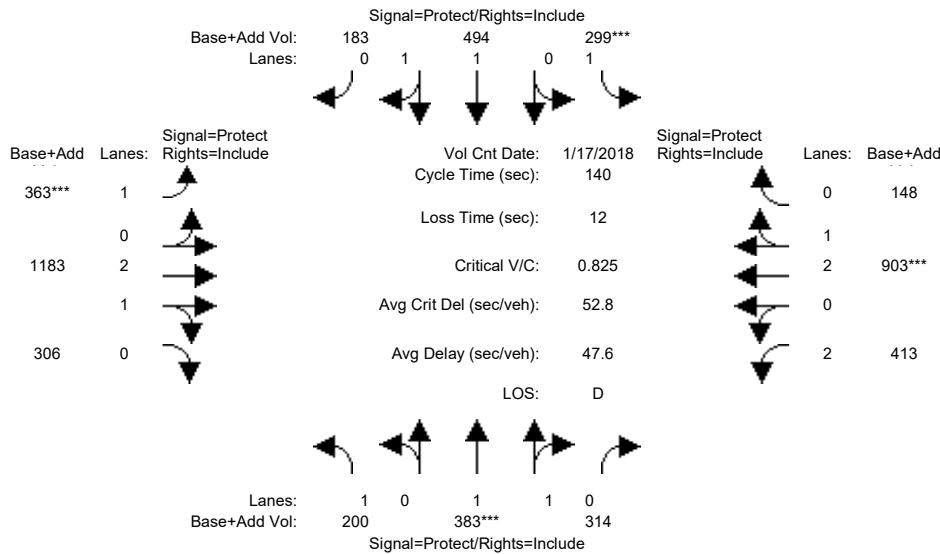 Signal=Protect/Rights=Include
Base+Add Vol: 183 494 299***
Lanes: 0 1 1 0 1
Signal=Protect
Signal=Protect
Base+Add Lanes: Rights=Include Vol Cnt Date: 1/17/2018 Rights=Include Lanes: Base+Add
Cycle Time (sec): 140
363*** 1 0 148
Loss Time (sec): 12
0 1
1183 2 Critical V/C: 0.825 2 903***
1 Avg Crit Del (sec/veh): 52.8 0
306 0 Avg Delay (sec/veh): 47.6 2 413
LOS: D
Lanes: 1 0 1 1 0
Base+Add Vol: 200 383*** 314
Signal=Protect/Rights=Include